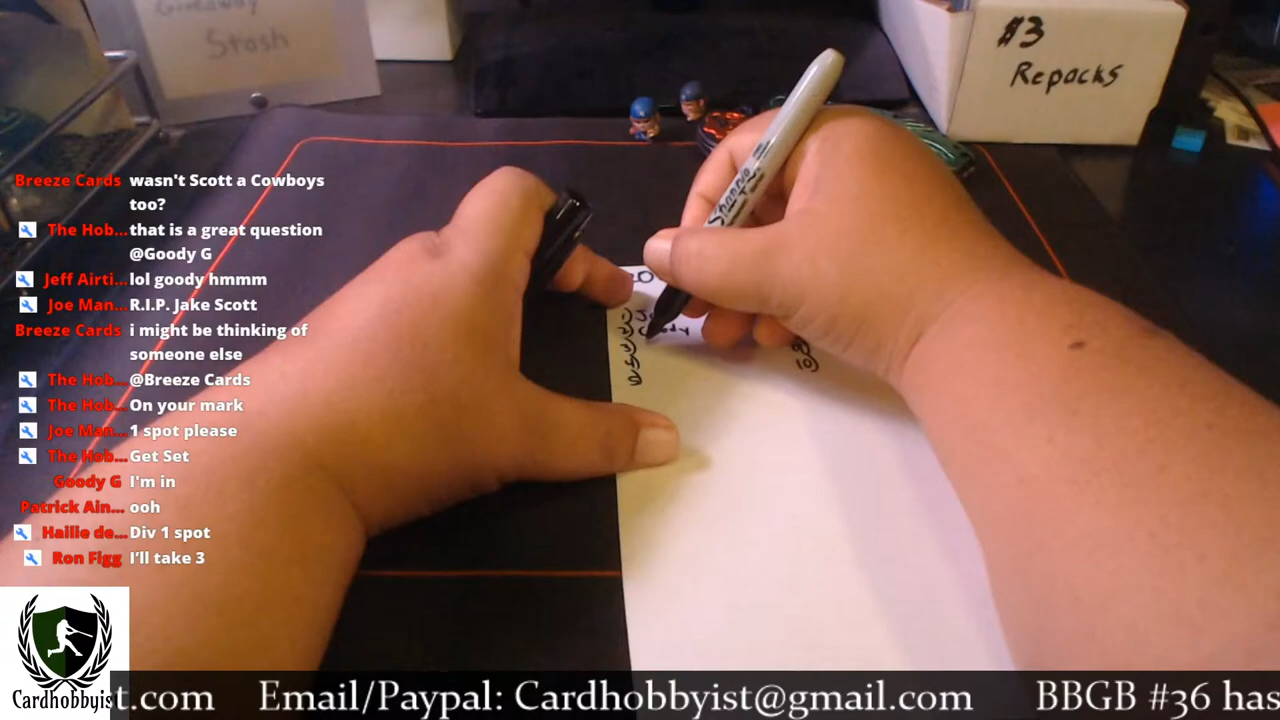 Giveaway
Stash
#3
Repacks
Sharpie
Breeze Cards wasn't Scott a Cowboys
too?
The Hob... that is a great question
@Goody G
Jeff Airti... lol goody hmmm
Joe Man... R.I.P. Jake Scott
Breeze Cards i might be thinking of
someone else
The Hob... @Breeze Cards
The Hob... On your mark
Joe Man... 1 spot please
The Hob... Get Set
Goody G I'm in
Patrick Ain... ooh
Hailie de... Div 1 spot
Ron Figg I'll take 3
Cardhobbyist
t.com Email/Paypal: Cardhobbyist@gmail.com BBGB #36 has